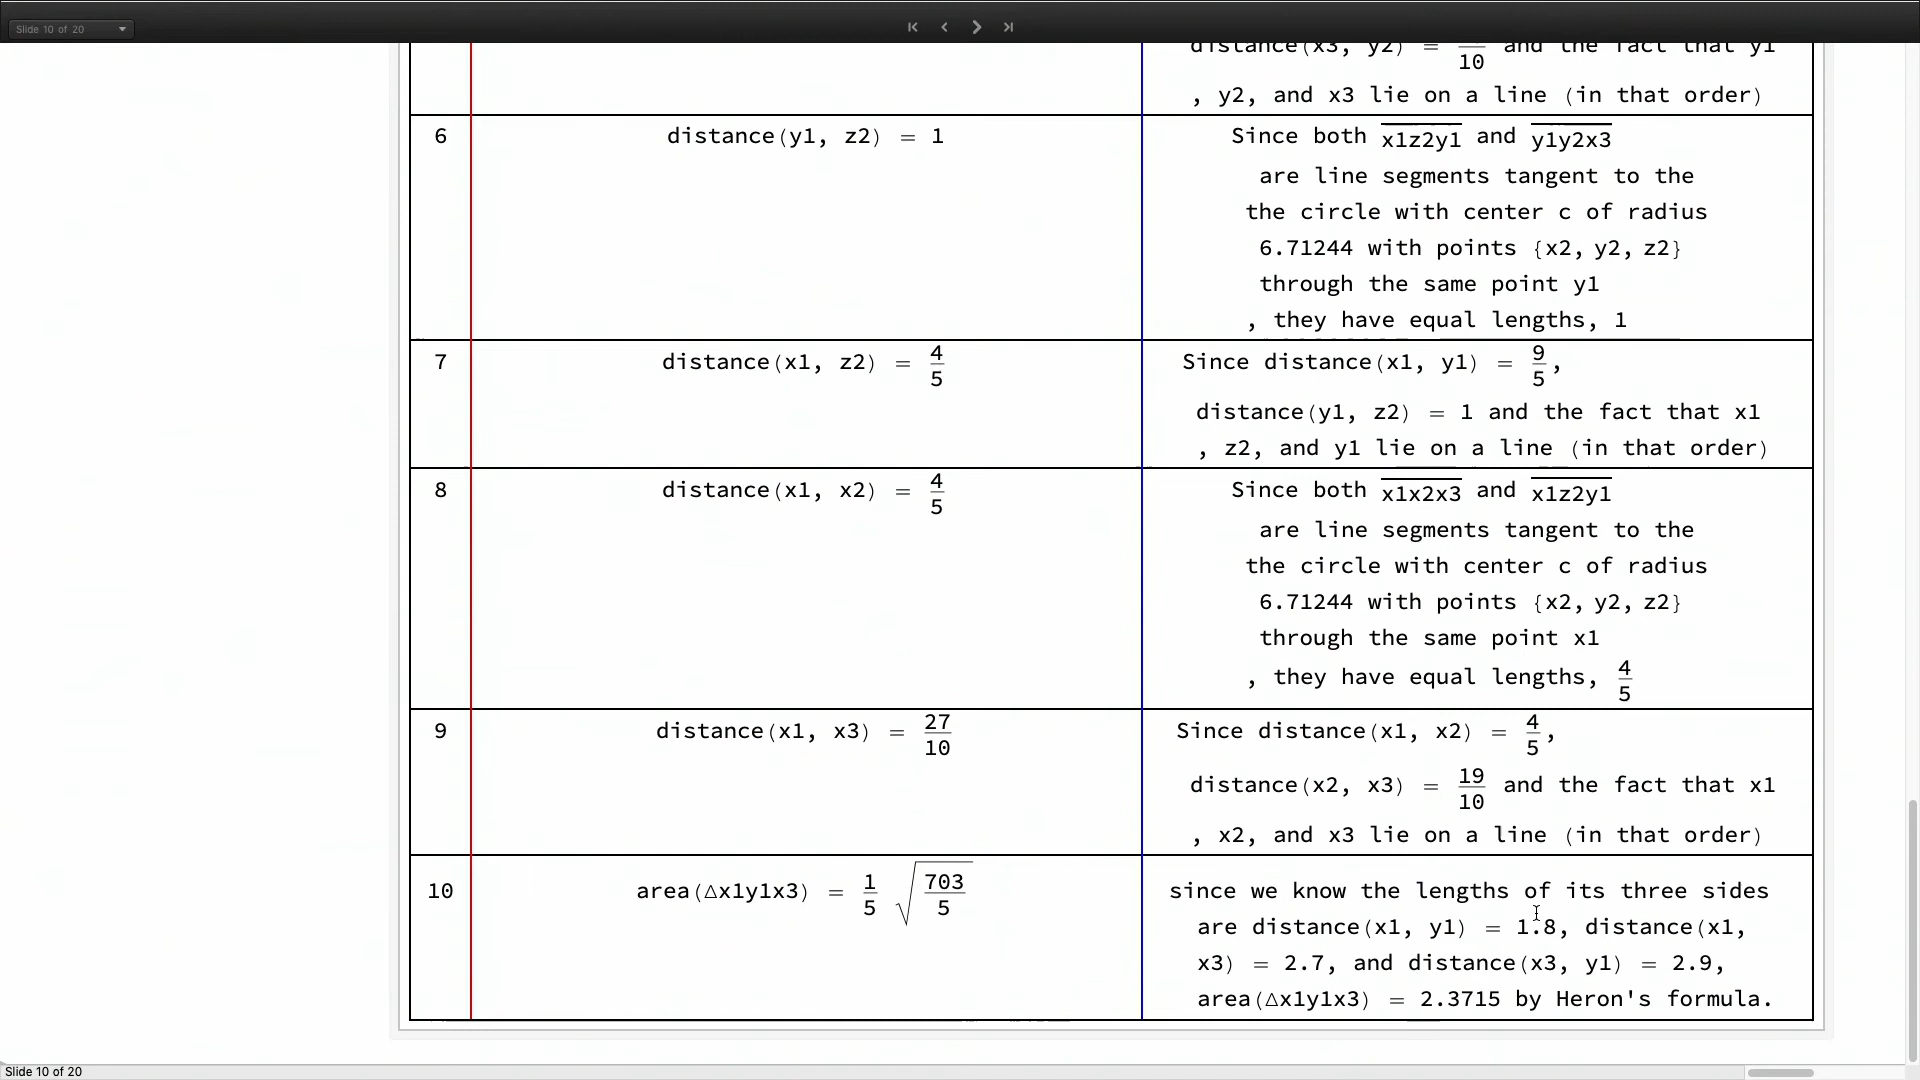 Slide 10 of 20
distance(x3, y2) = 10 and the fact that y1
, y2, and x3 lie on a line (in that order)
6
distance(y1, z2) = 1
Since both x1z2y1 and y1y2x3
are line segments tangent to the
the circle with center c of radius
6.71244 with points {x2, y2, z2}
through the same point y1
, they have equal lengths, 1
7
distance(x1, z2) = 4/5
Since distance(x1, y1) = 9/5,
distance(y1, z2) = 1 and the fact that x1
, z2, and y1 lie on a line (in that order)
8
distance(x1, x2) = 4/5
Since both x1x2x3 and x1z2y1
are line segments tangent to the
the circle with center c of radius
6.71244 with points {x2, y2, z2}
through the same point x1
, they have equal lengths, 4/5
9
distance(x1, x3) = 27/10
Since distance(x1, x2) = 4/5,
distance(x2, x3) = 19/10 and the fact that x1
, x2, and x3 lie on a line (in that order)
10
area(Δx1y1x3) = 1/5 √(703/5)
since we know the lengths of its three sides
are distance(x1, y1) = 1.8, distance(x1,
x3) = 2.7, and distance(x3, y1) = 2.9,
area(Δx1y1x3) = 2.3715 by Heron's formula.
Slide 10 of 20